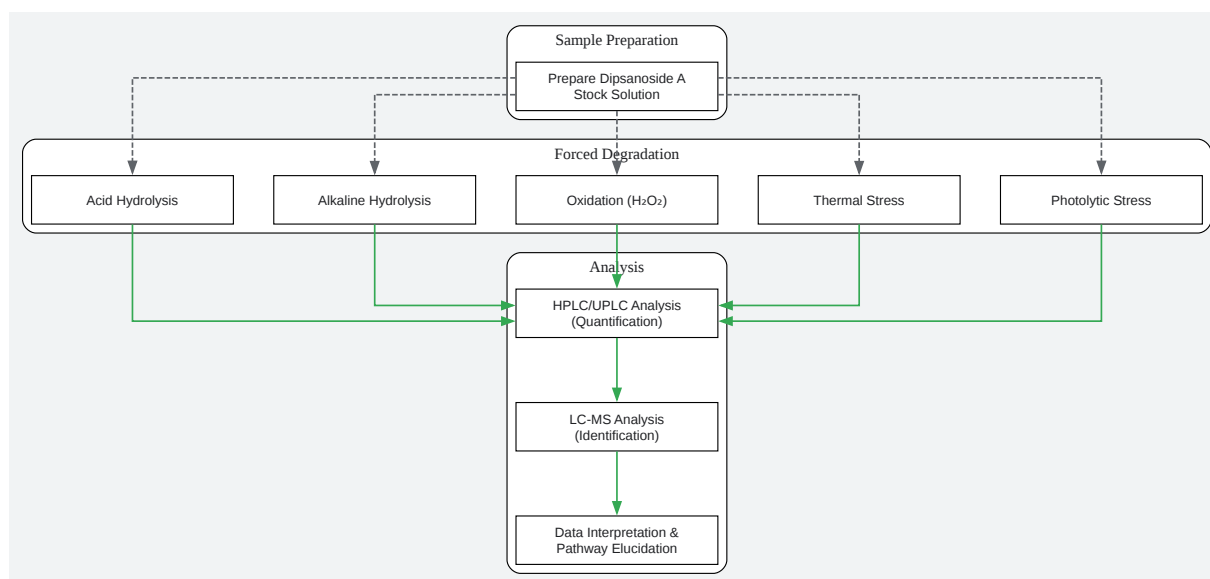 Sample Preparation
Prepare Dipsanoside A
Stock Solution
Forced Degradation
Acid Hydrolysis
Alkaline Hydrolysis
Oxidation (H₂O₂)
Thermal Stress
Photolytic Stress
Analysis
HPLC/UPLC Analysis
(Quantification)
LC-MS Analysis
(Identification)
Data Interpretation &
Pathway Elucidation